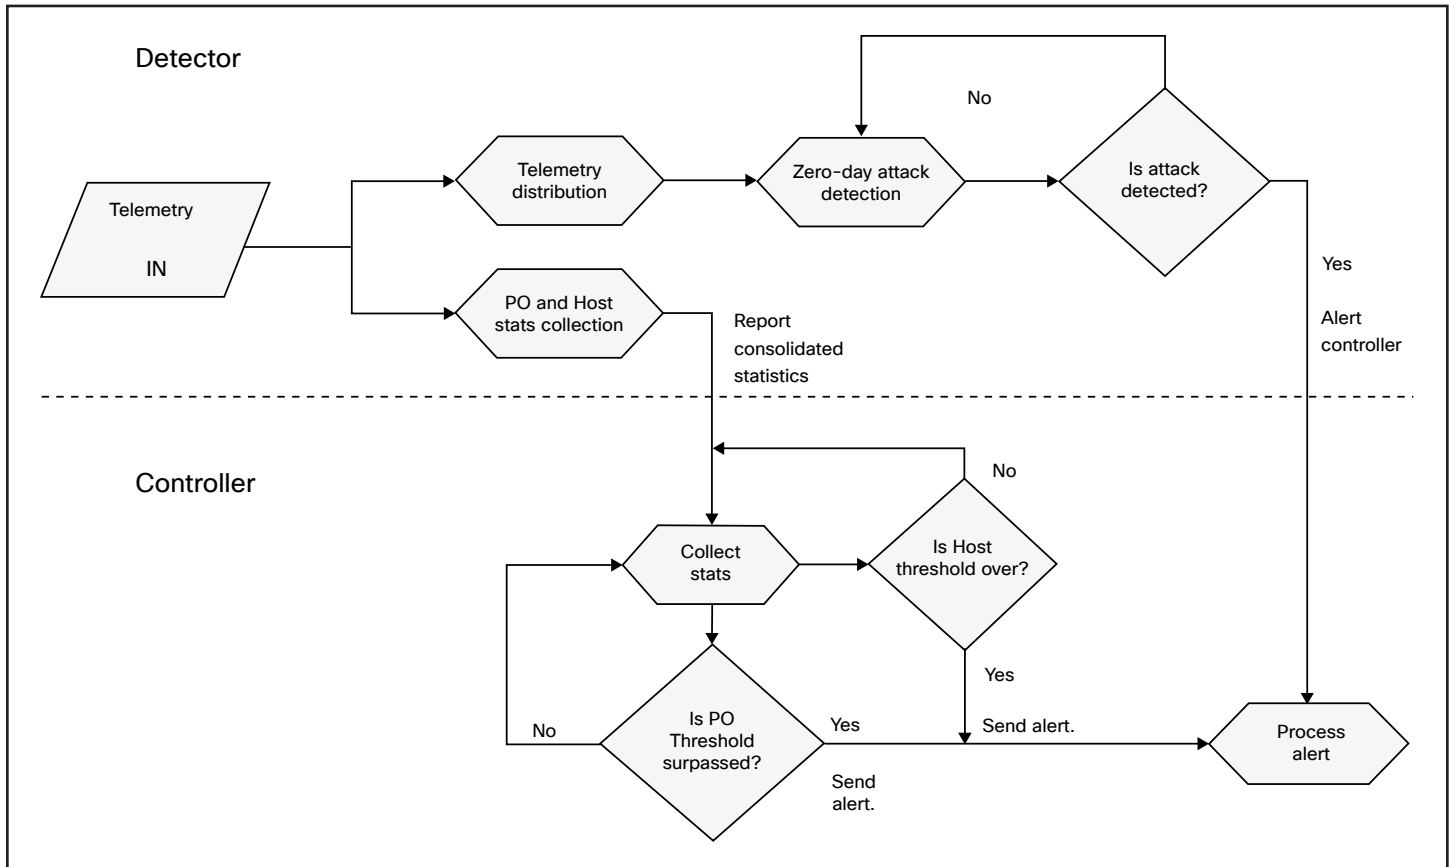 Detector
No
Telemetry
distribution
Zero-day attack
detection
Is attack
detected?
Telemetry
IN
PO and Host
stats collection
Report
consolidated
statistics
Yes
Alert
controller
Controller
No
Collect
stats
Is Host
threshold over?
Yes
Send alert.
Is PO
Threshold
surpassed?
No
Yes
Send
alert.
Process
alert